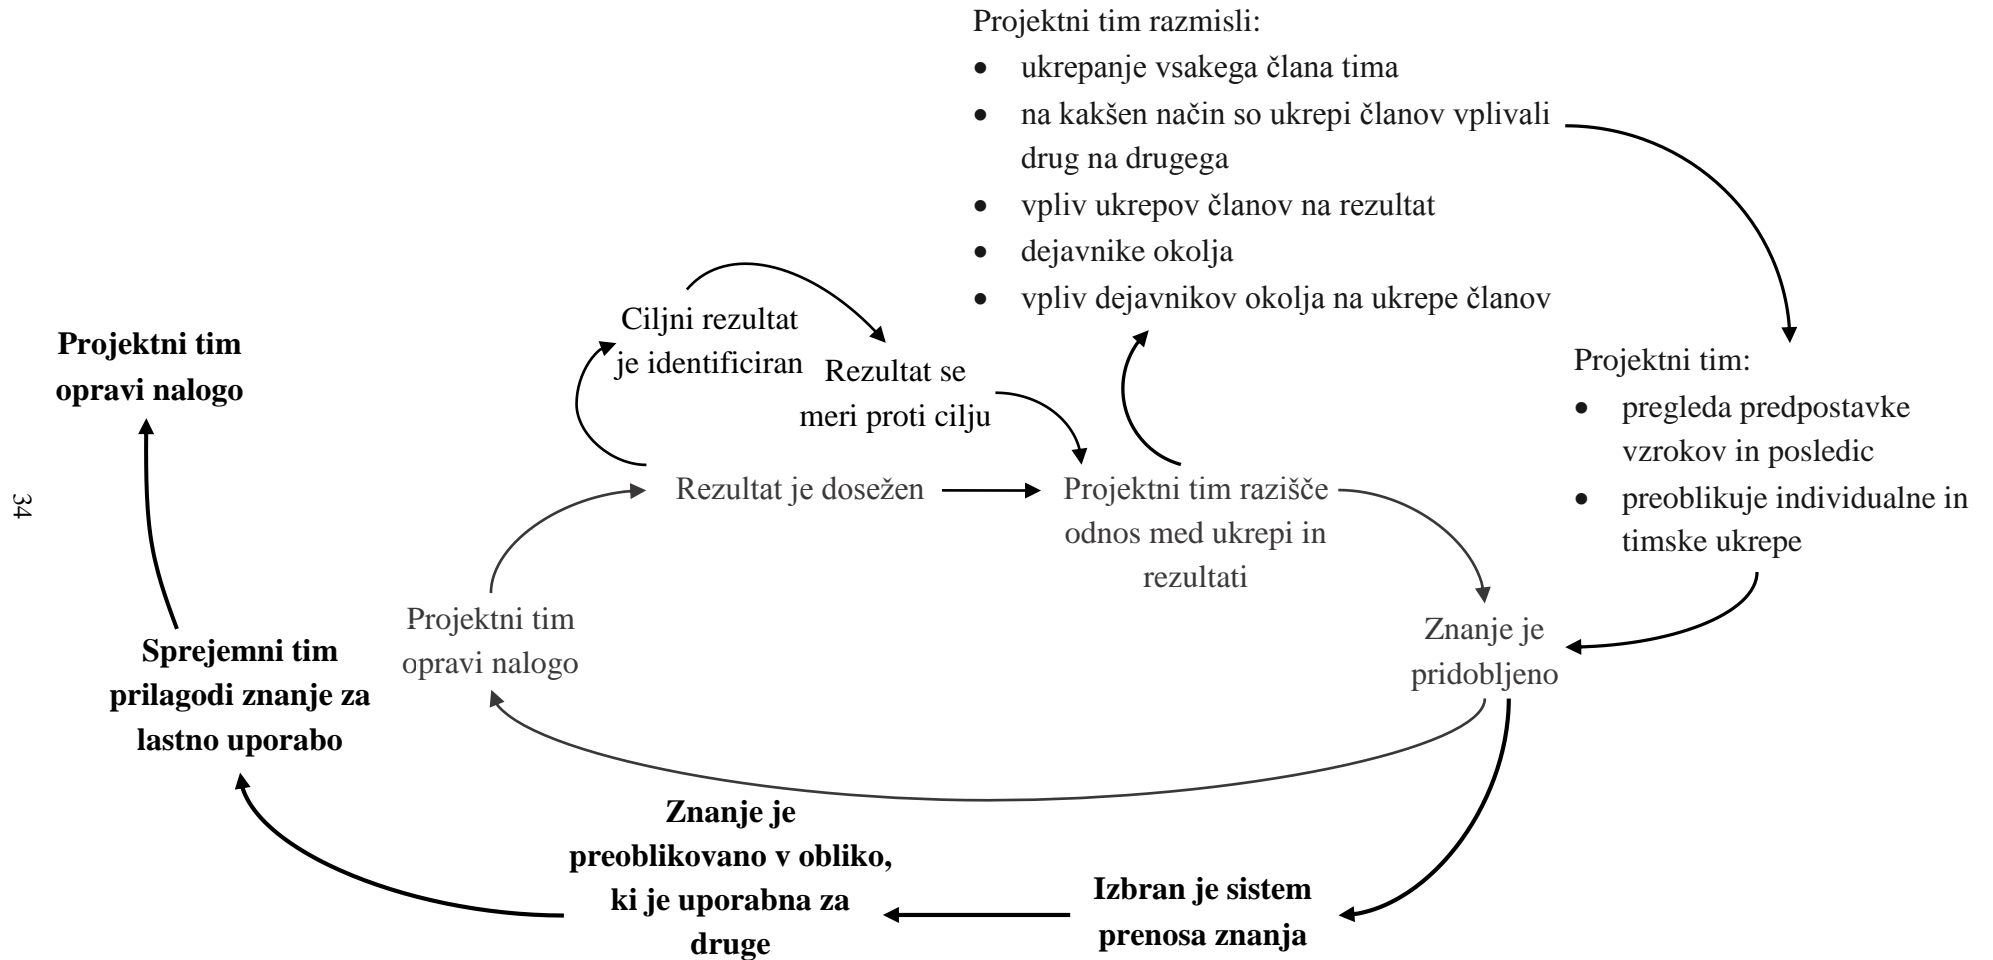 Projektni tim razmisli:
• ukrepanje vsakega člana tima
• na kakšen način so ukrepi članov vplivali
drug na drugega
• vpliv ukrepov članov na rezultat
• dejavnike okolja
• vpliv dejavnikov okolja na ukrepe članov
Ciljni rezultat
je identificiran
Rezultat se
meri proti cilju
Projektni tim
opravi nalogo
Projektni tim:
• pregleda predpostavke
vzrokov in posledic
• preoblikuje individualne in
timske ukrepe
Rezultat je dosežen
Projektni tim razišče
odnos med ukrepi in
rezultati
34
Projektni tim
opravi nalogo
Znanje je
pridobljeno
Sprejemni tim
prilagodi znanje za
lastno uporabo
Znanje je
preoblikovano v obliko,
ki je uporabna za
druge
Izbran je sistem
prenosa znanja